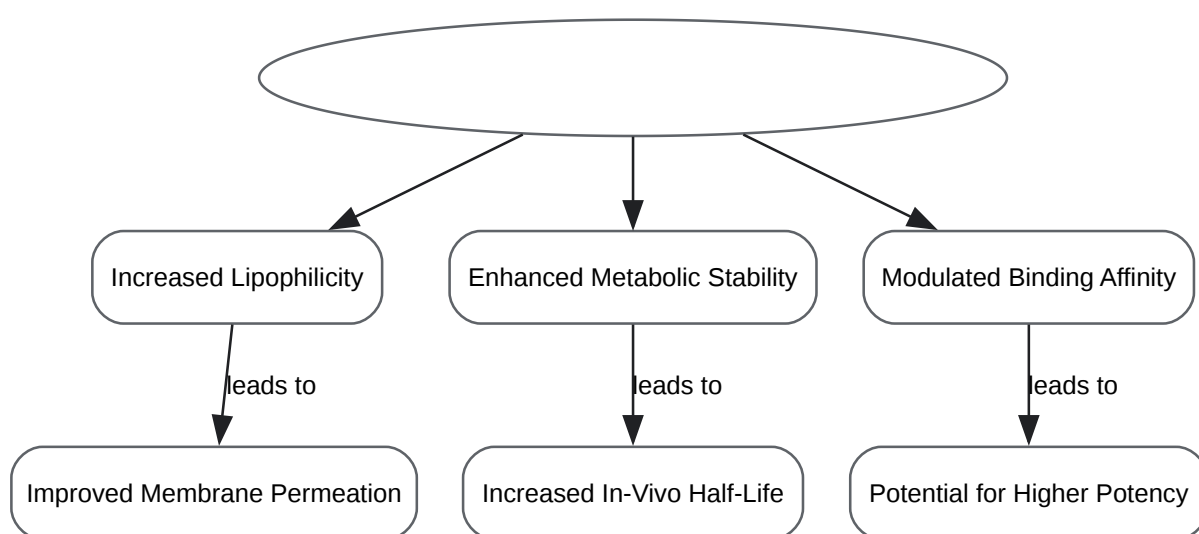 Increased Lipophilicity
Enhanced Metabolic Stability
Modulated Binding Affinity
leads to
leads to
leads to
Improved Membrane Permeation
Increased In-Vivo Half-Life
Potential for Higher Potency